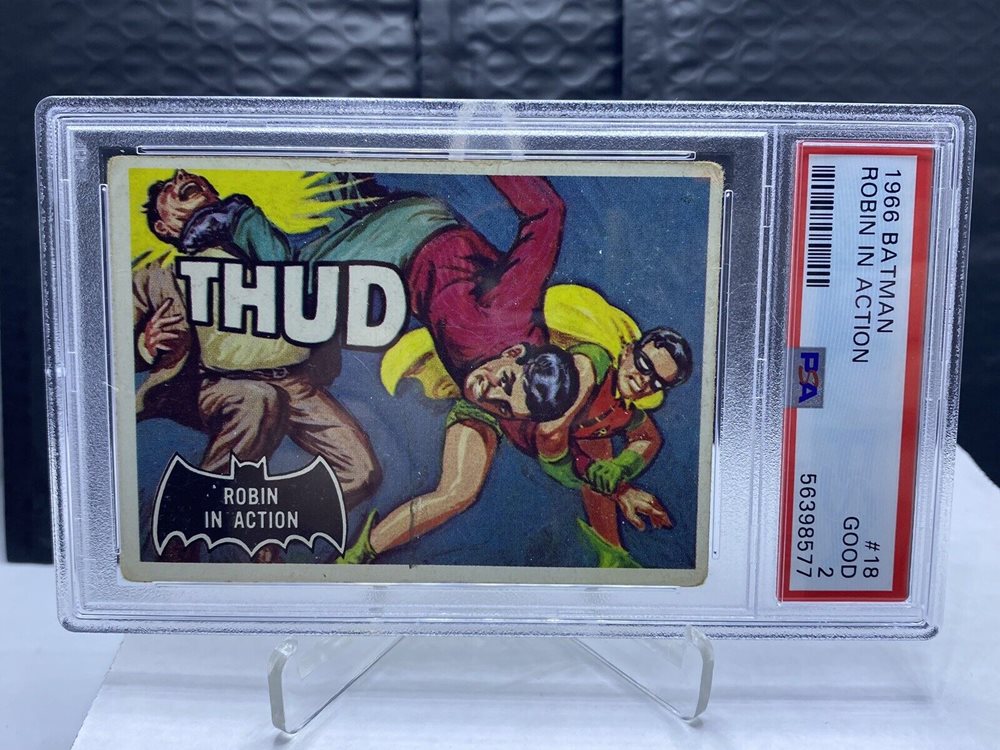 THUD
ROBIN
IN ACTION
1966 BATMAN
ROBIN IN ACTION
PSA
#18
GOOD 2
56398577